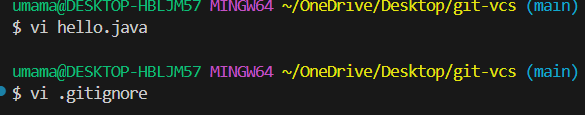 umama@DESKTOP-HBLJM57 MINGW64 ~/OneDrive/Desktop/git-vcs (main)
$ vi hello.java
umama@DESKTOP-HBLJM57 MINGW64 ~/OneDrive/Desktop/git-vcs (main)
$ vi .gitignore